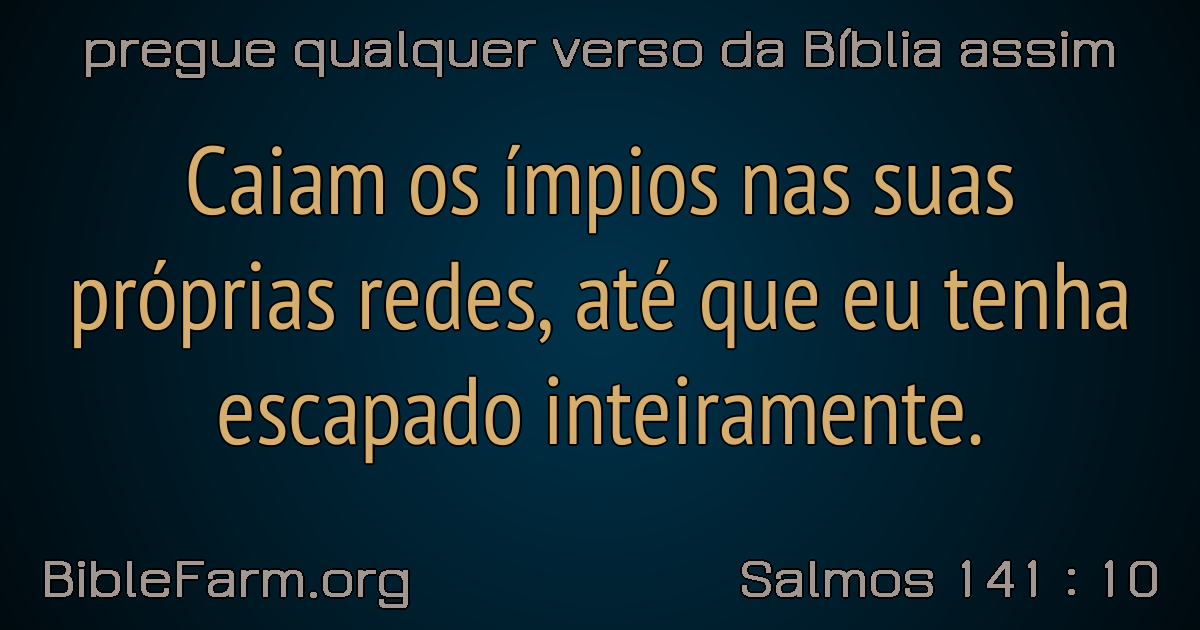 pregue qualquer verso da Bíblia assim
Caiam os ímpios nas suas
próprias redes, até que eu tenha
escapado inteiramente.
BibleFarm.org
Salmos 141 : 10